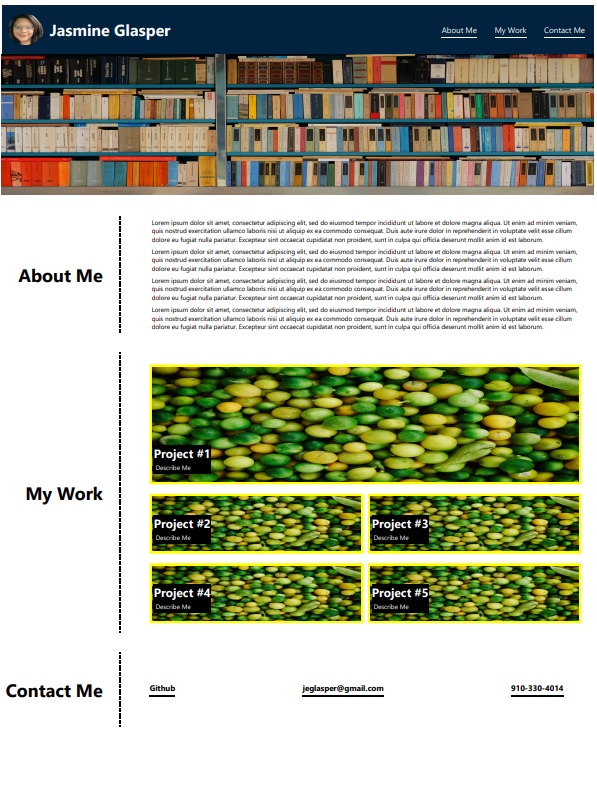 Jasmine Glasper
About Me My Work Contact Me
About Me
Lorem ipsum dolor sit amet, consectetur adipiscing elit, sed do eiusmod tempor incididunt ut labore et dolore magna aliqua. Ut enim ad minim veniam,
quis nostrud exercitation ullamco laboris nisi ut aliquip ex ea commodo consequat. Duis aute irure dolor in reprehenderit in voluptate velit esse cillum
dolore eu fugiat nulla pariatur. Excepteur sint occaecat cupidatat non proident, sunt in culpa qui officia deserunt mollit anim id est laborum.
Lorem ipsum dolor sit amet, consectetur adipiscing elit, sed do eiusmod tempor incididunt ut labore et dolore magna aliqua. Ut enim ad minim veniam,
quis nostrud exercitation ullamco laboris nisi ut aliquip ex ea commodo consequat. Duis aute irure dolor in reprehenderit in voluptate velit esse cillum
dolore eu fugiat nulla pariatur. Excepteur sint occaecat cupidatat non proident, sunt in culpa qui officia deserunt mollit anim id est laborum.
Lorem ipsum dolor sit amet, consectetur adipiscing elit, sed do eiusmod tempor incididunt ut labore et dolore magna aliqua. Ut enim ad minim veniam,
quis nostrud exercitation ullamco laboris nisi ut aliquip ex ea commodo consequat. Duis aute irure dolor in reprehenderit in voluptate velit esse cillum
dolore eu fugiat nulla pariatur. Excepteur sint occaecat cupidatat non proident, sunt in culpa qui officia deserunt mollit anim id est laborum.
Lorem ipsum dolor sit amet, consectetur adipiscing elit, sed do eiusmod tempor incididunt ut labore et dolore magna aliqua. Ut enim ad minim veniam,
quis nostrud exercitation ullamco laboris nisi ut aliquip ex ea commodo consequat. Duis aute irure dolor in reprehenderit in voluptate velit esse cillum
dolore eu fugiat nulla pariatur. Excepteur sint occaecat cupidatat non proident, sunt in culpa qui officia deserunt mollit anim id est laborum.
My Work
Project #1
Describe Me
Project #2
Describe Me
Project #3
Describe Me
Project #4
Describe Me
Project #5
Describe Me
Contact Me
Github jeglasper@gmail.com 910-330-4014